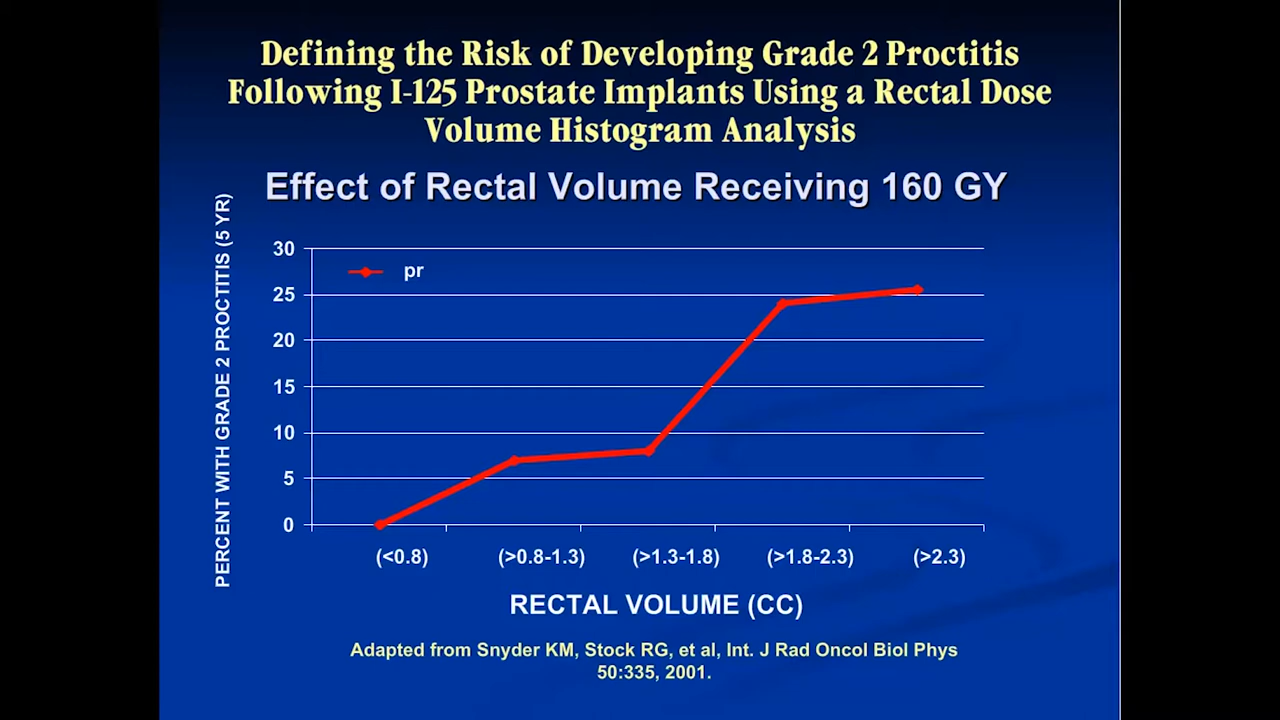 Defining the Risk of Developing Grade 2 Proctitis
Following I-125 Prostate Implants Using a Rectal Dose
Volume Histogram Analysis
Effect of Rectal Volume Receiving 160 GY
PERCENT WITH GRADE 2 PROCTITIS (5 YR)
30
pr
25
20
15
10
5
0
(<0.8)
(>0.8-1.3)
(>1.3-1.8)
(>1.8-2.3)
(>2.3)
RECTAL VOLUME (CC)
Adapted from Snyder KM, Stock RG, et al, Int. J Rad Oncol Biol Phys
50:335, 2001.